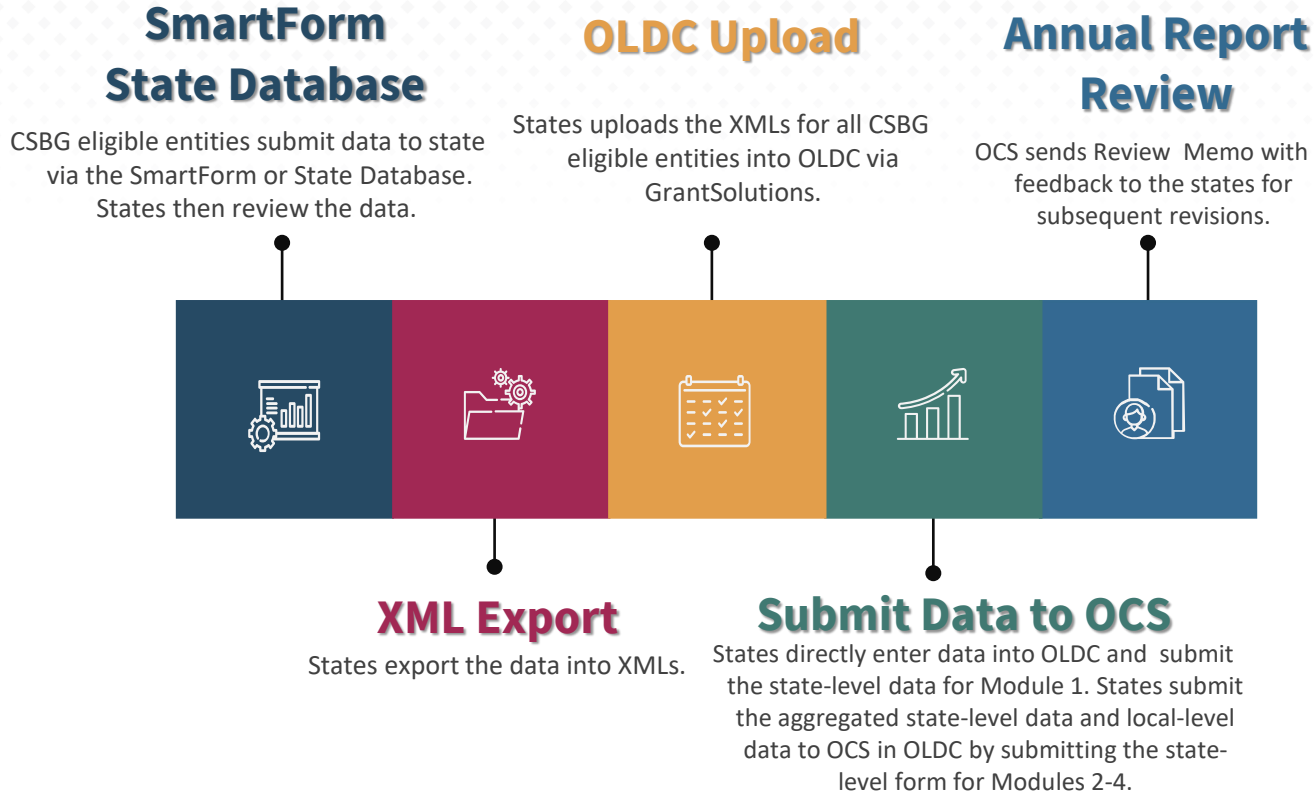 SmartForm
State Database
CSBG eligible entities submit data to state
via the SmartForm or State Database.
States then review the data.
XML Export
States export the data into XMLs.
OLDC Upload
States uploads the XMLs for all CSBG
eligible entities into OLDC via
GrantSolutions.
Submit Data to OCS
States directly enter data into OLDC and submit
the state-level data for Module 1. States submit
the aggregated state-level data and local-level
data to OCS in OLDC by submitting the state-
level form for Modules 2-4.
Annual Report
Review
OCS sends Review Memo with
feedback to the states for
subsequent revisions.